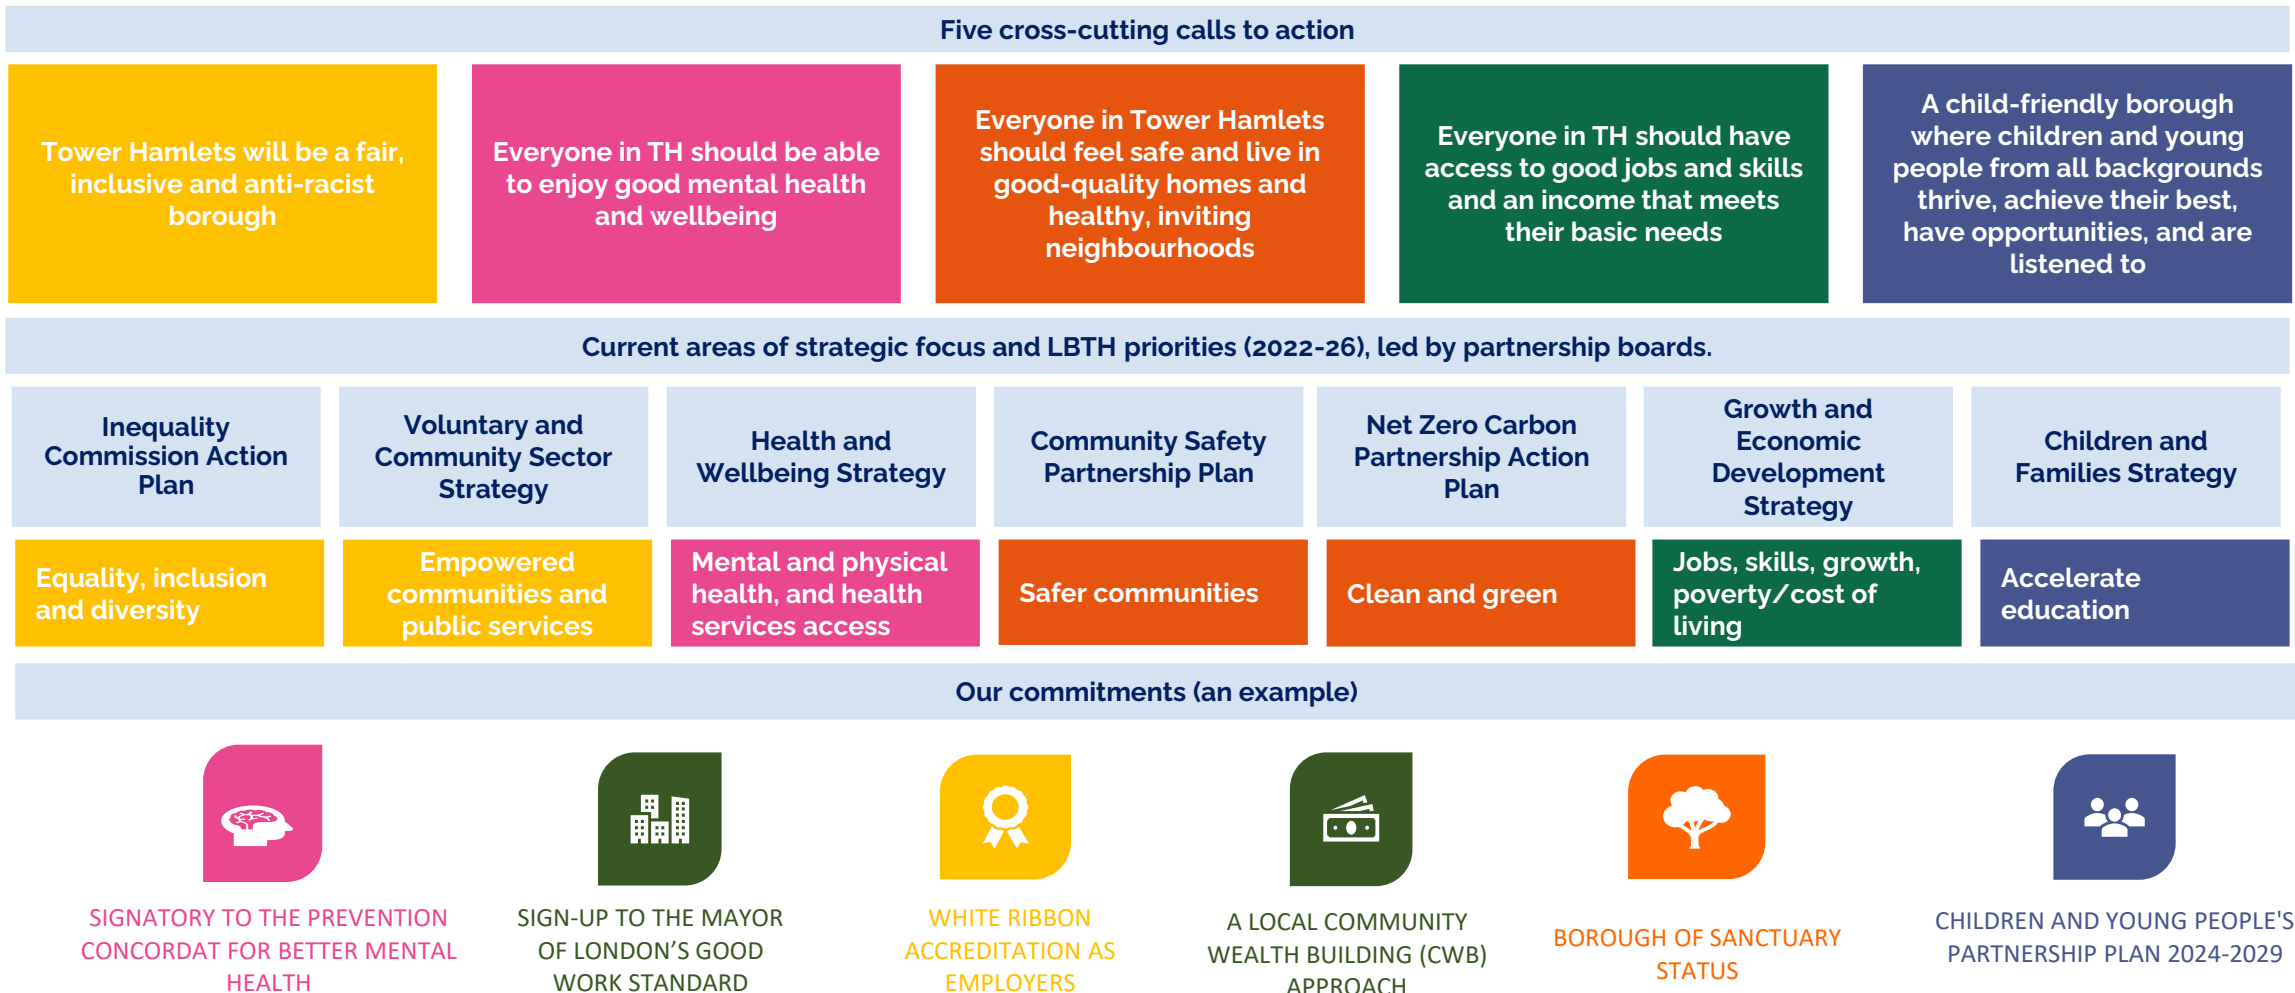 Five cross-cutting calls to action
Tower Hamlets will be a fair,
inclusive and anti-racist
borough
Everyone in TH should be able
to enjoy good mental health
and wellbeing
Everyone in Tower Hamlets
should feel safe and live in
good-quality homes and
healthy, inviting
neighbourhoods
Everyone in TH should have
access to good jobs and skills
and an income that meets
their basic needs
A child-friendly borough
where children and young
people from all backgrounds
thrive, achieve their best,
have opportunities, and are
listened to
Current areas of strategic focus and LBTH priorities (2022-26), led by partnership boards.
Inequality
Commission Action
Plan
Voluntary and
Community Sector
Strategy
Health and
Wellbeing Strategy
Community Safety
Partnership Plan
Net Zero Carbon
Partnership Action
Plan
Growth and
Economic
Development
Strategy
Children and
Families Strategy
Equality, inclusion
and diversity
Empowered
communities and
public services
Mental and physical
health, and health
services access
Safer communities
Clean and green
Jobs, skills, growth,
poverty/cost of
living
Accelerate
education
Our commitments (an example)
SIGNATORY TO THE PREVENTION
CONCORDAT FOR BETTER MENTAL
HEALTH
SIGN-UP TO THE MAYOR
OF LONDON’S GOOD
WORK STANDARD
WHITE RIBBON
ACCREDITATION AS
EMPLOYERS
A LOCAL COMMUNITY
WEALTH BUILDING (CWB)
APPROACH
BOROUGH OF SANCTUARY
STATUS
CHILDREN AND YOUNG PEOPLE'S
PARTNERSHIP PLAN 2024-2029